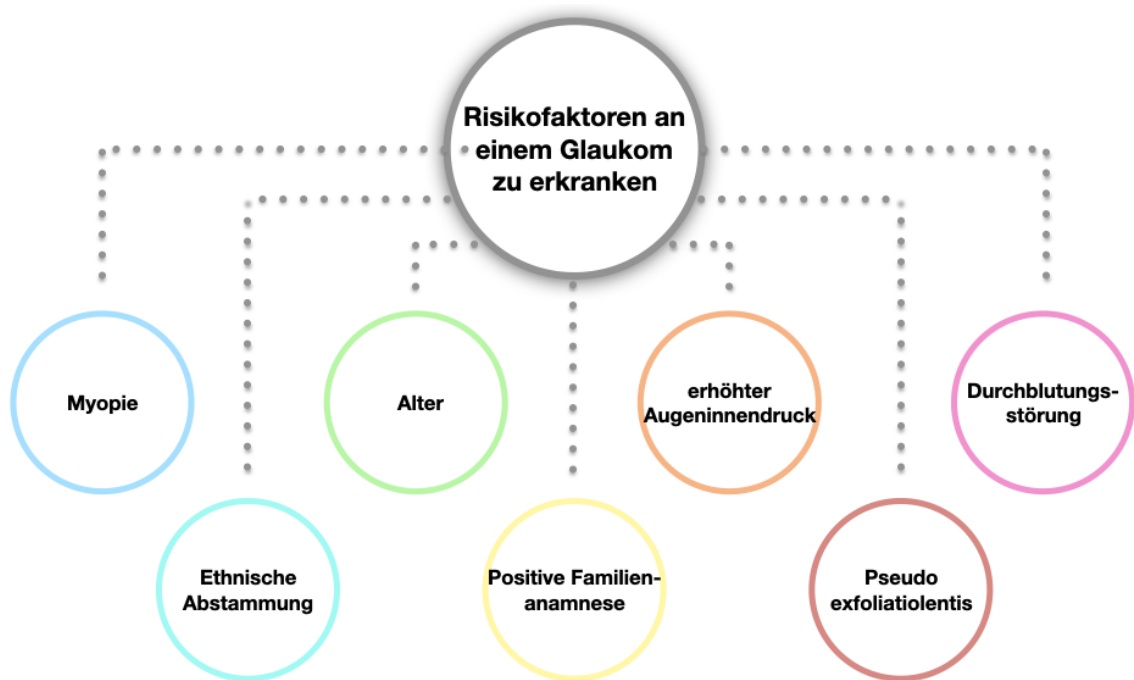 Risikofaktoren an
einem Glaukom
zu erkranken
Myopie
Alter
erhöhter
Augeninnendruck
Durchblutungs-
störung
Ethnische
Abstammung
Positive Familien-
anamnese
Pseudo
exfoliatiolentis